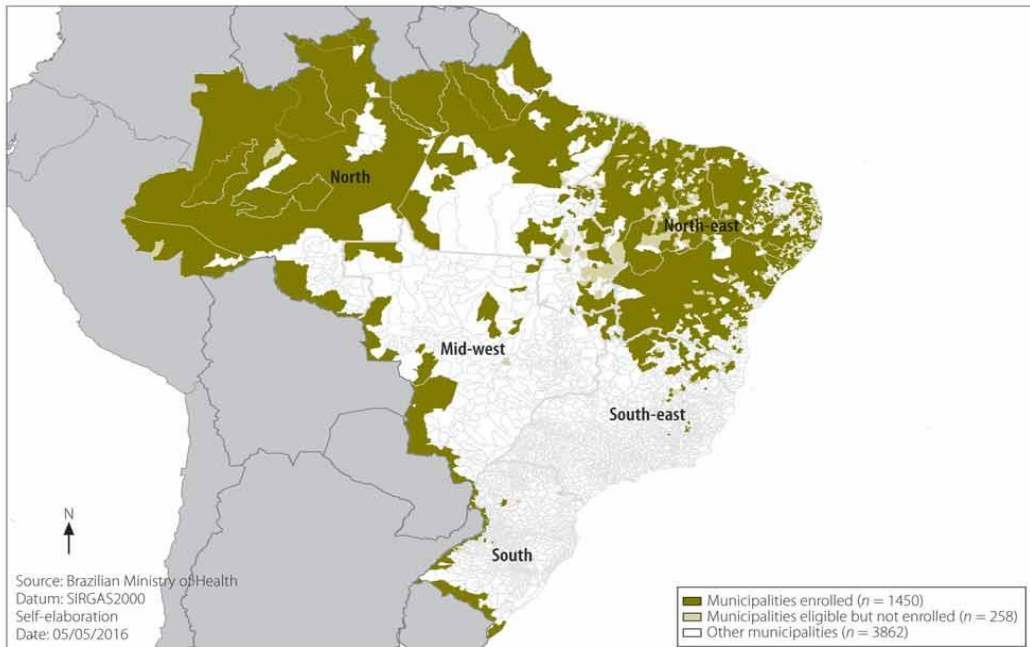 North
North-east
Mid-west
South-east
South
N
Source: Brazilian Ministry of Health
Datum: SIRGAS2000
Self-elaboration
Date: 05/05/2016
Municipalities enrolled (n = 1450)
Municipalities eligible but not enrolled (n = 258)
Other municipalities (n = 3862)